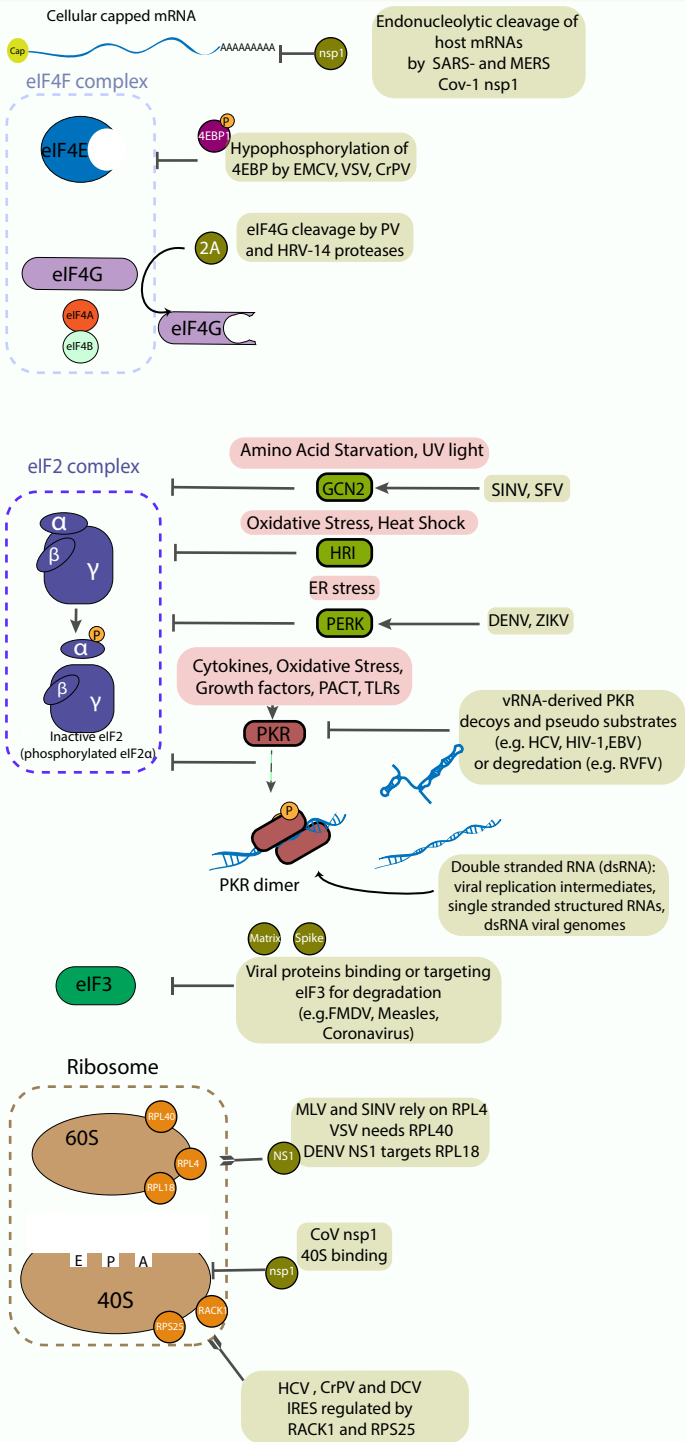 Cellular capped mRNA
Cap
AAAAAAAAA
nsp1
Endonucleolytic cleavage of
host mRNAs
by SARS- and MERS
Cov-1 nsp1
eIF4F complex
eIF4E
4EBP1
P
Hypophosphorylation of
4EBP by EMCV, VSV, CrPV
2A
eIF4G cleavage by PV
and HRV-14 proteases
eIF4G
eIF4A
eIF4B
eIF4G
eIF2 complex
Amino Acid Starvation, UV light
GCN2
SINV, SFV
Oxidative Stress, Heat Shock
HRI
ER stress
PERK
DENV, ZIKV
α
β
γ
P
α
β
γ
Inactive eIF2
(phosphorylated eIF2α)
Cytokines, Oxidative Stress,
Growth factors, PACT, TLRs
PKR
vRNA-derived PKR
decoys and pseudo substrates
(e.g. HCV, HIV-1,EBV)
or degradation (e.g. RVFV)
P
PKR dimer
Double stranded RNA (dsRNA):
viral replication intermediates,
single stranded structured RNAs,
dsRNA viral genomes
Matrix
Spike
eIF3
Viral proteins binding or targeting
eIF3 for degradation
(e.g.FMDV, Measles,
Coronavirus)
Ribosome
60S
RPL40
RPL4
RPL18
NS1
MLV and SINV rely on RPL4
VSV needs RPL40
DENV NS1 targets RPL18
E P A
40S
RPS25
RACK1
nsp1
CoV nsp1
40S binding
HCV , CrPV and DCV
IRES regulated by
RACK1 and RPS25